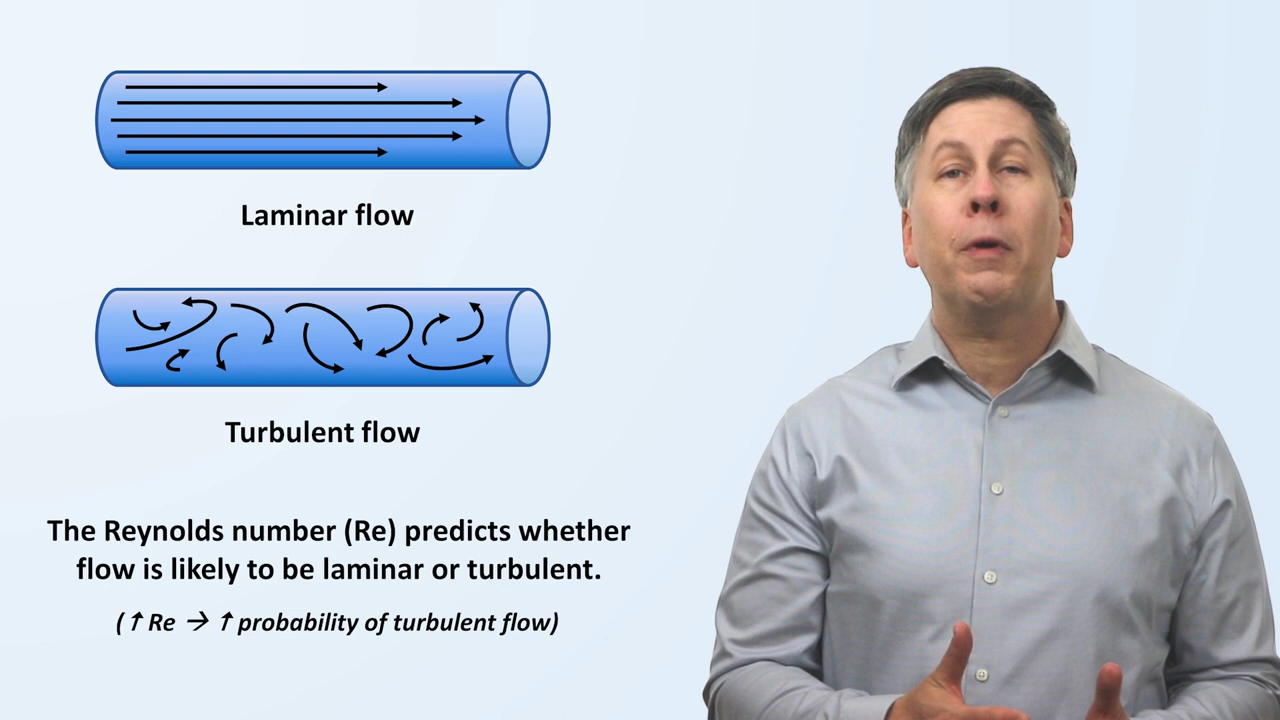 Laminar flow
Turbulent flow
The Reynolds number (Re) predicts whether
flow is likely to be laminar or turbulent.
(↑ Re → ↑ probability of turbulent flow)